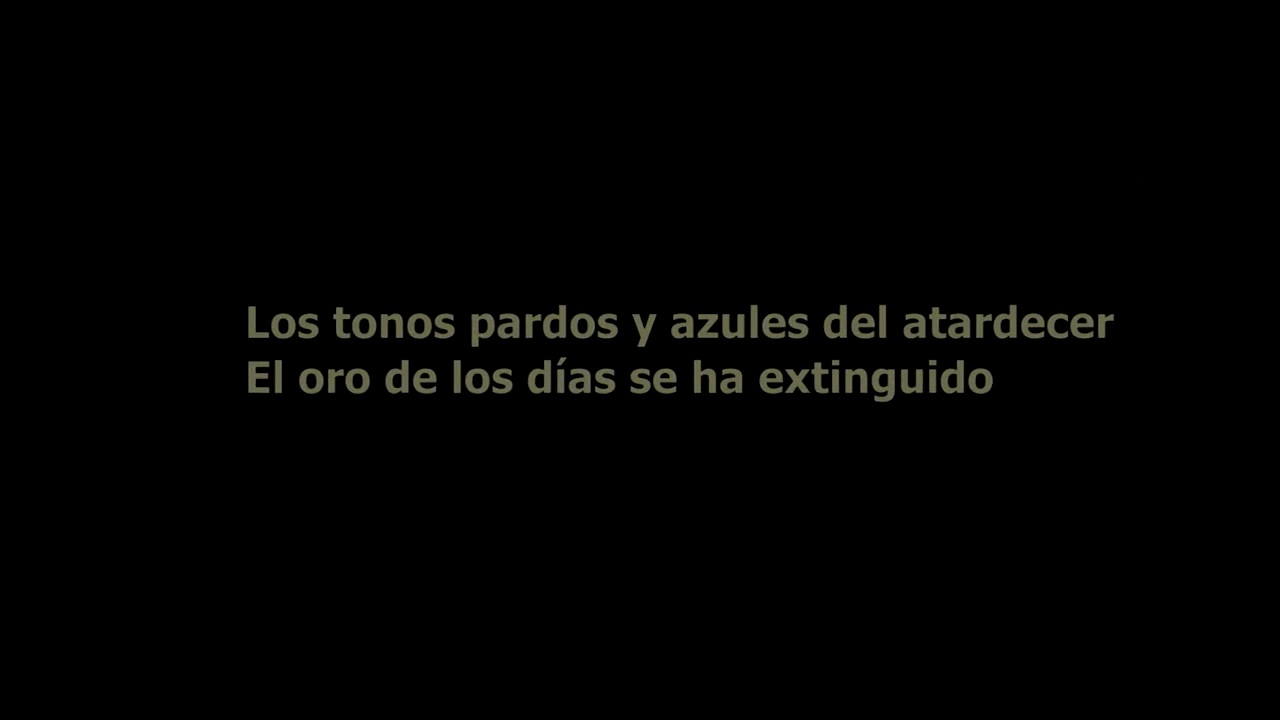 Los tonos pardos y azules del atardecer
El oro de los días se ha extinguido